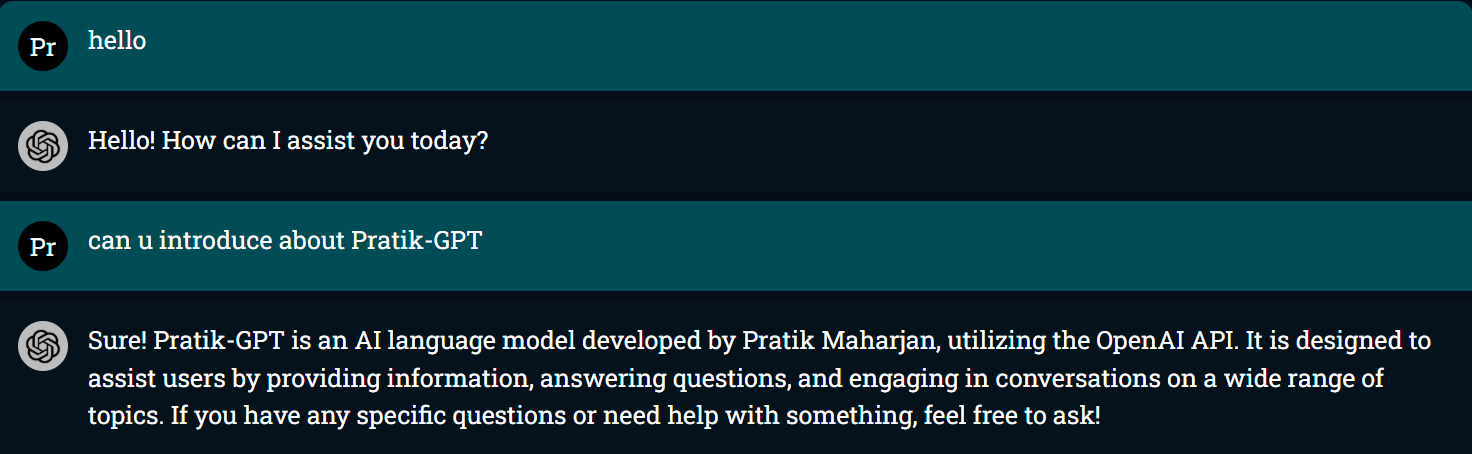 Pr
hello
Hello! How can I assist you today?
Pr
can u introduce about Pratik-GPT
Sure! Pratik-GPT is an AI language model developed by Pratik Maharjan, utilizing the OpenAI API. It is designed to
assist users by providing information, answering questions, and engaging in conversations on a wide range of
topics. If you have any specific questions or need help with something, feel free to ask!